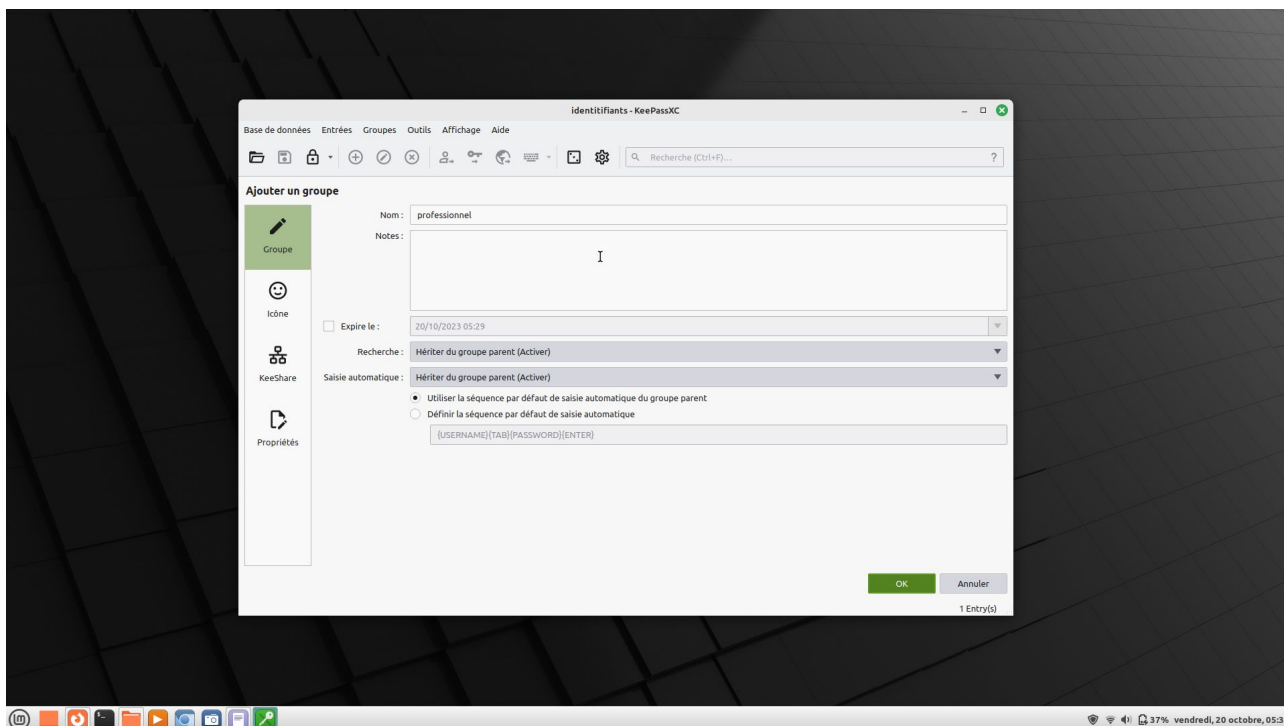 identitifiants - KeePassXC
Base de données Entrées Groupes Outils Affichage Aide
Recherche (Ctrl+F)... ?
Ajouter un groupe
Groupe
Icône
KeeShare
Propriétés
Nom : professionnel
Notes :
Expire le : 20/10/2023 05:29
Recherche : Hériter du groupe parent (Activer)
Saisie automatique : Hériter du groupe parent (Activer)
Utiliser la séquence par défaut de saisie automatique du groupe parent
Définir la séquence par défaut de saisie automatique
{USERNAME}{TAB}{PASSWORD}{ENTER}
OK Annuler
1 Entry(s)
37% vendredi, 20 octobre, 05:3